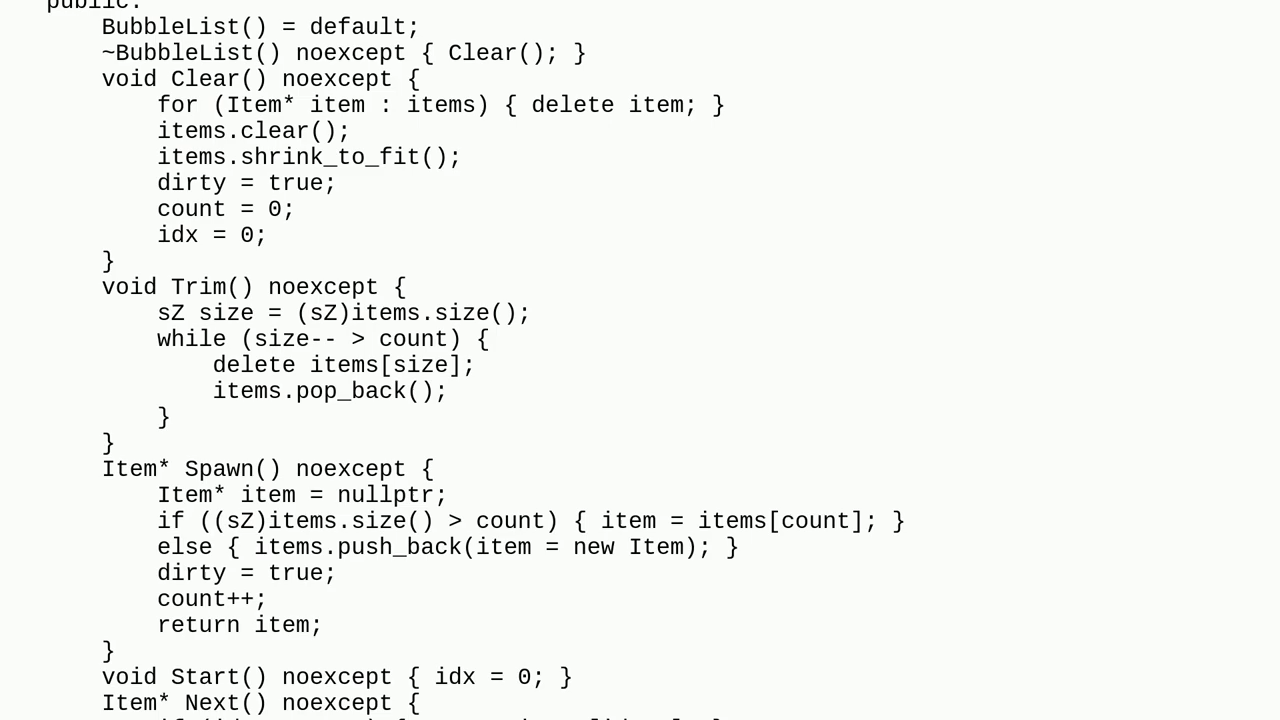 public:
BubbleList() = default;
~BubbleList() noexcept { Clear(); }
void Clear() noexcept {
for (Item* item : items) { delete item; }
items.clear();
items.shrink_to_fit();
dirty = true;
count = 0;
idx = 0;
}
void Trim() noexcept {
sZ size = (sZ)items.size();
while (size-- > count) {
delete items[size];
items.pop_back();
}
}
Item* Spawn() noexcept {
Item* item = nullptr;
if ((sZ)items.size() > count) { item = items[count]; }
else { items.push_back(item = new Item); }
dirty = true;
count++;
return item;
}
void Start() noexcept { idx = 0; }
Item* Next() noexcept {